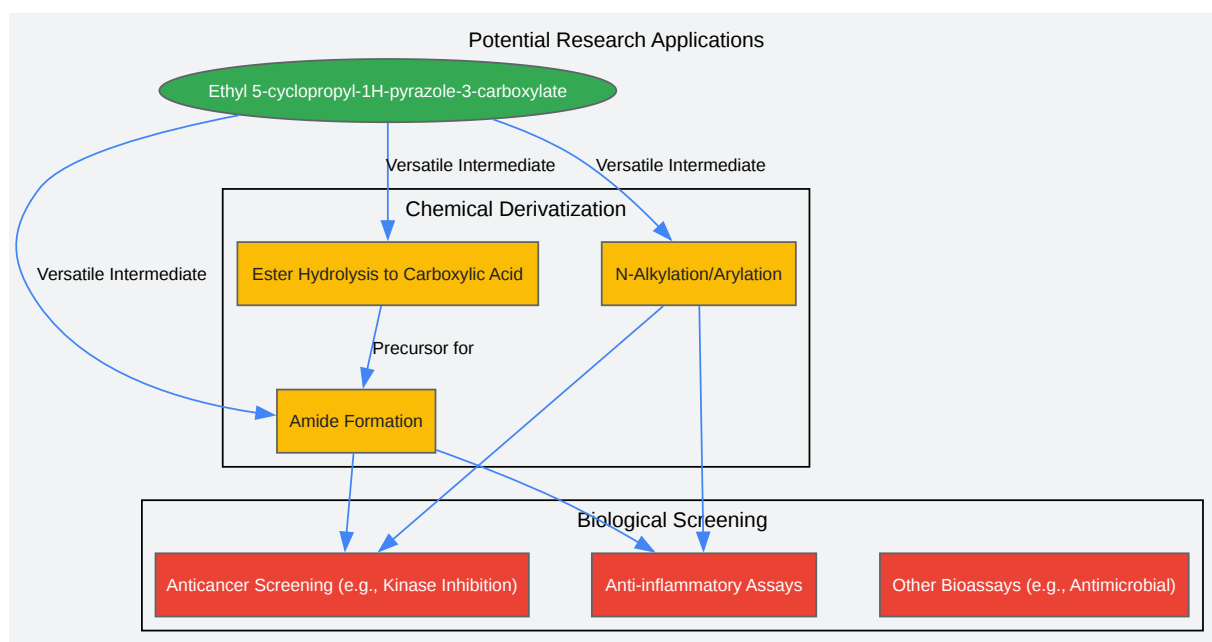 Potential Research Applications
Ethyl 5-cyclopropyl-1H-pyrazole-3-carboxylate
Versatile Intermediate
Versatile Intermediate
Chemical Derivatization
Ester Hydrolysis to Carboxylic Acid
N-Alkylation/Arylation
Versatile Intermediate
Precursor for
Amide Formation
Biological Screening
Anticancer Screening (e.g., Kinase Inhibition)
Anti-inflammatory Assays
Other Bioassays (e.g., Antimicrobial)